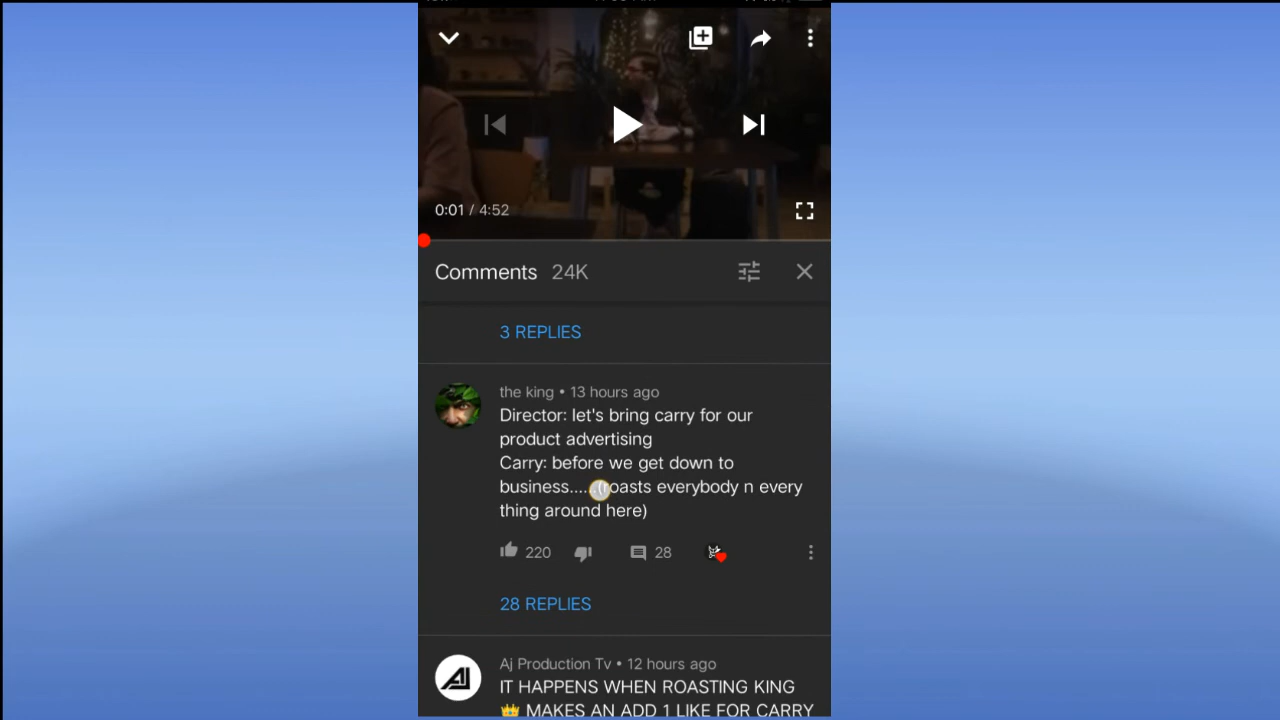 0:01 / 4:52
Comments 24K
3 REPLIES
the king • 13 hours ago
Director: let's bring carry for our
product advertising
Carry: before we get down to
business.....(roasts everybody n every
thing around here)
220 28
28 REPLIES
Aj Production Tv • 12 hours ago
IT HAPPENS WHEN ROASTING KING
👑 MAKES AN ADD 1 LIKE FOR CARRY